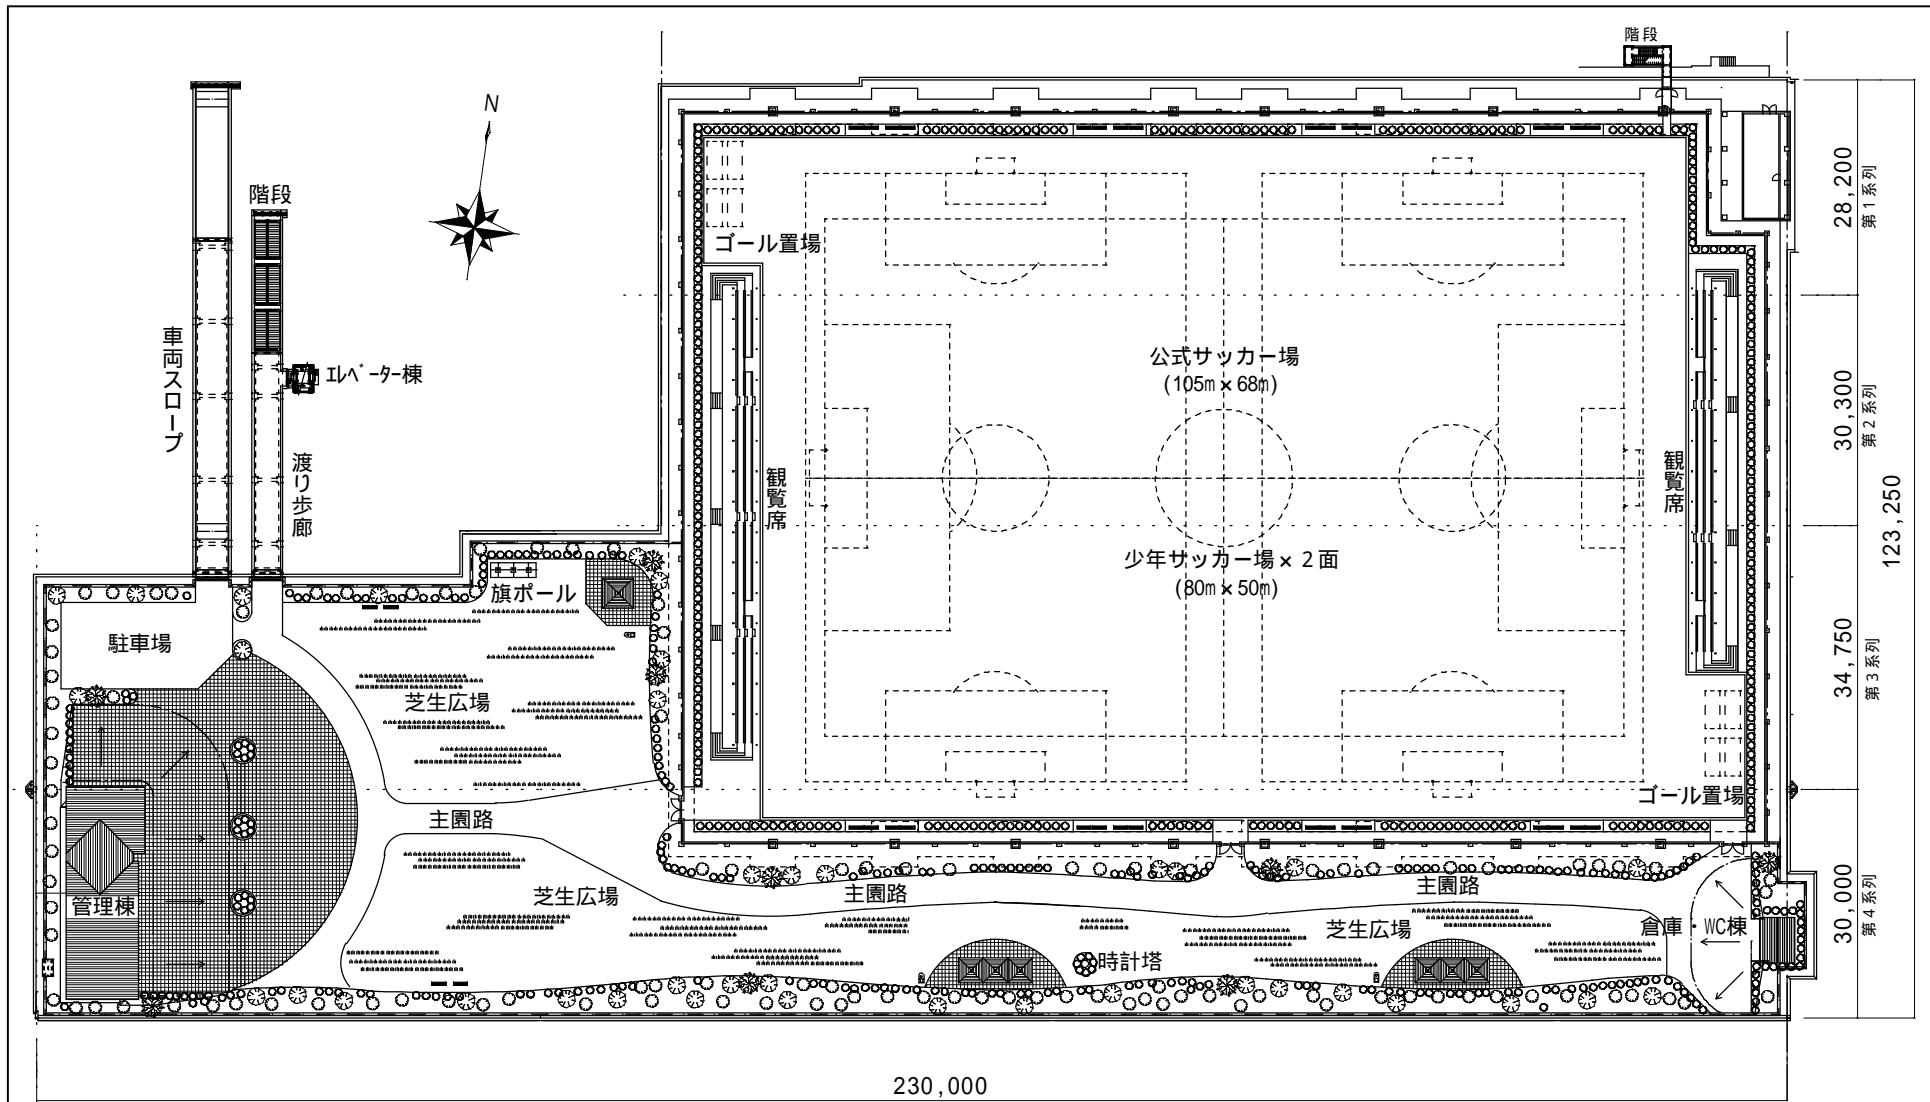 階段
N
階段
ゴール置場
28,200
第1系列
車両スロープ
エレベーター棟
公式サッカー場
(105m×68m)
30,300
第2系列
渡り歩廊
観覧席
観覧席
123,250
少年サッカー場×2面
(80m×50m)
旗ポール
駐車場
芝生広場
34,750
第3系列
ゴール置場
主園路
主園路
主園路
芝生広場
管理棟
芝生広場
倉庫・WC棟
30,000
第4系列
時計塔
230,000